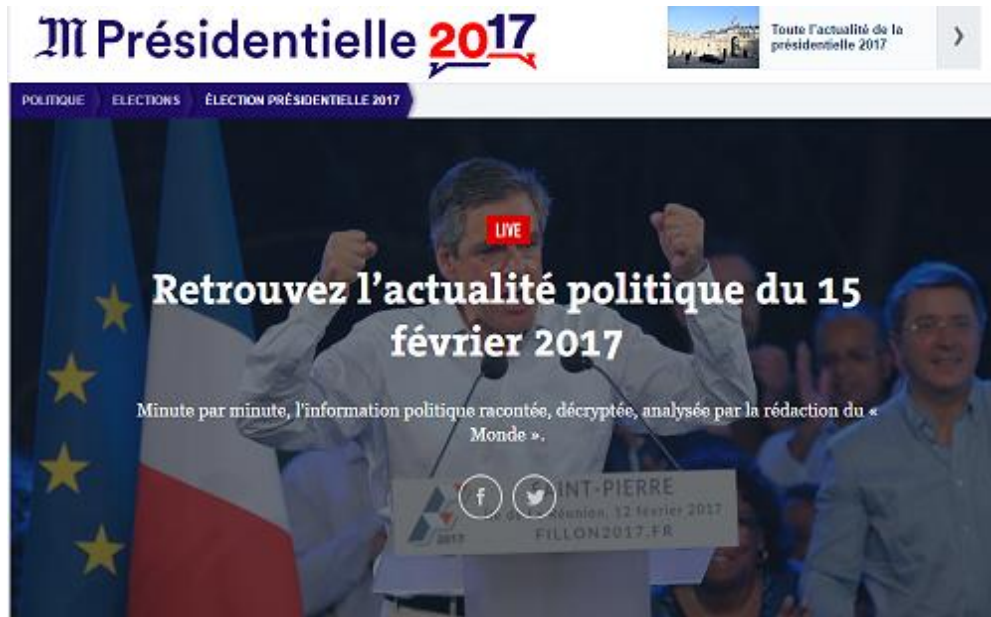 M Présidentielle 2017
Toute l'actualité de la
présidentielle 2017
POLITIQUE ELECTIONS ÉLECTION PRÉSIDENTIELLE 2017
LIVE
Retrouvez l'actualité politique du 15
février 2017
Minute par minute, l'information politique racontée, décryptée, analysée par la rédaction du «
Monde ».
SAINT-PIERRE
Réunion, 12 février 2017
FILLON2017.FR
2017